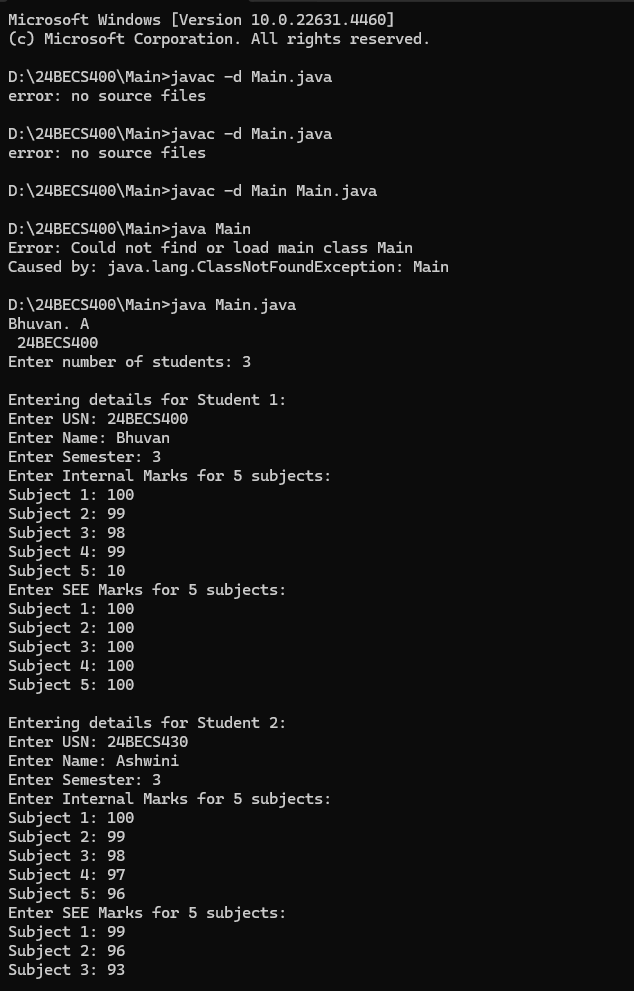 Microsoft Windows [Version 10.0.22631.4460]
(c) Microsoft Corporation. All rights reserved.

D:\24BECS400\Main>javac -d Main.java
error: no source files

D:\24BECS400\Main>javac -d Main.java
error: no source files

D:\24BECS400\Main>javac -d Main Main.java

D:\24BECS400\Main>java Main
Error: Could not find or load main class Main
Caused by: java.lang.ClassNotFoundException: Main

D:\24BECS400\Main>java Main.java
Bhuvan. A
 24BECS400
Enter number of students: 3

Entering details for Student 1:
Enter USN: 24BECS400
Enter Name: Bhuvan
Enter Semester: 3
Enter Internal Marks for 5 subjects:
Subject 1: 100
Subject 2: 99
Subject 3: 98
Subject 4: 99
Subject 5: 10
Enter SEE Marks for 5 subjects:
Subject 1: 100
Subject 2: 100
Subject 3: 100
Subject 4: 100
Subject 5: 100

Entering details for Student 2:
Enter USN: 24BECS430
Enter Name: Ashwini
Enter Semester: 3
Enter Internal Marks for 5 subjects:
Subject 1: 100
Subject 2: 99
Subject 3: 98
Subject 4: 97
Subject 5: 96
Enter SEE Marks for 5 subjects:
Subject 1: 99
Subject 2: 96
Subject 3: 93